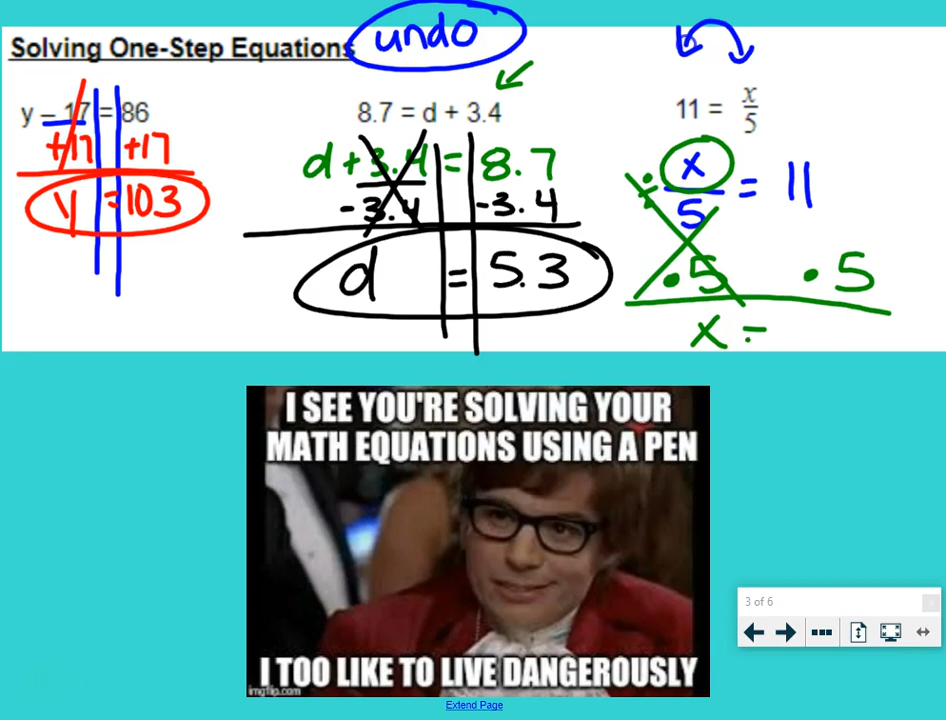 undo
Solving One-Step Equations
y – 17 = 86
+17 +17
y = 103
8.7 = d + 3.4
d + 3.4 = 8.7
-3.4 -3.4
d = 5.3
11 = x/5
÷ x/5 = 11
• 5 • 5
x =
I SEE YOU'RE SOLVING YOUR
MATH EQUATIONS USING A PEN
I TOO LIKE TO LIVE DANGEROUSLY
imgflip.com
3 of 6
Extend Page